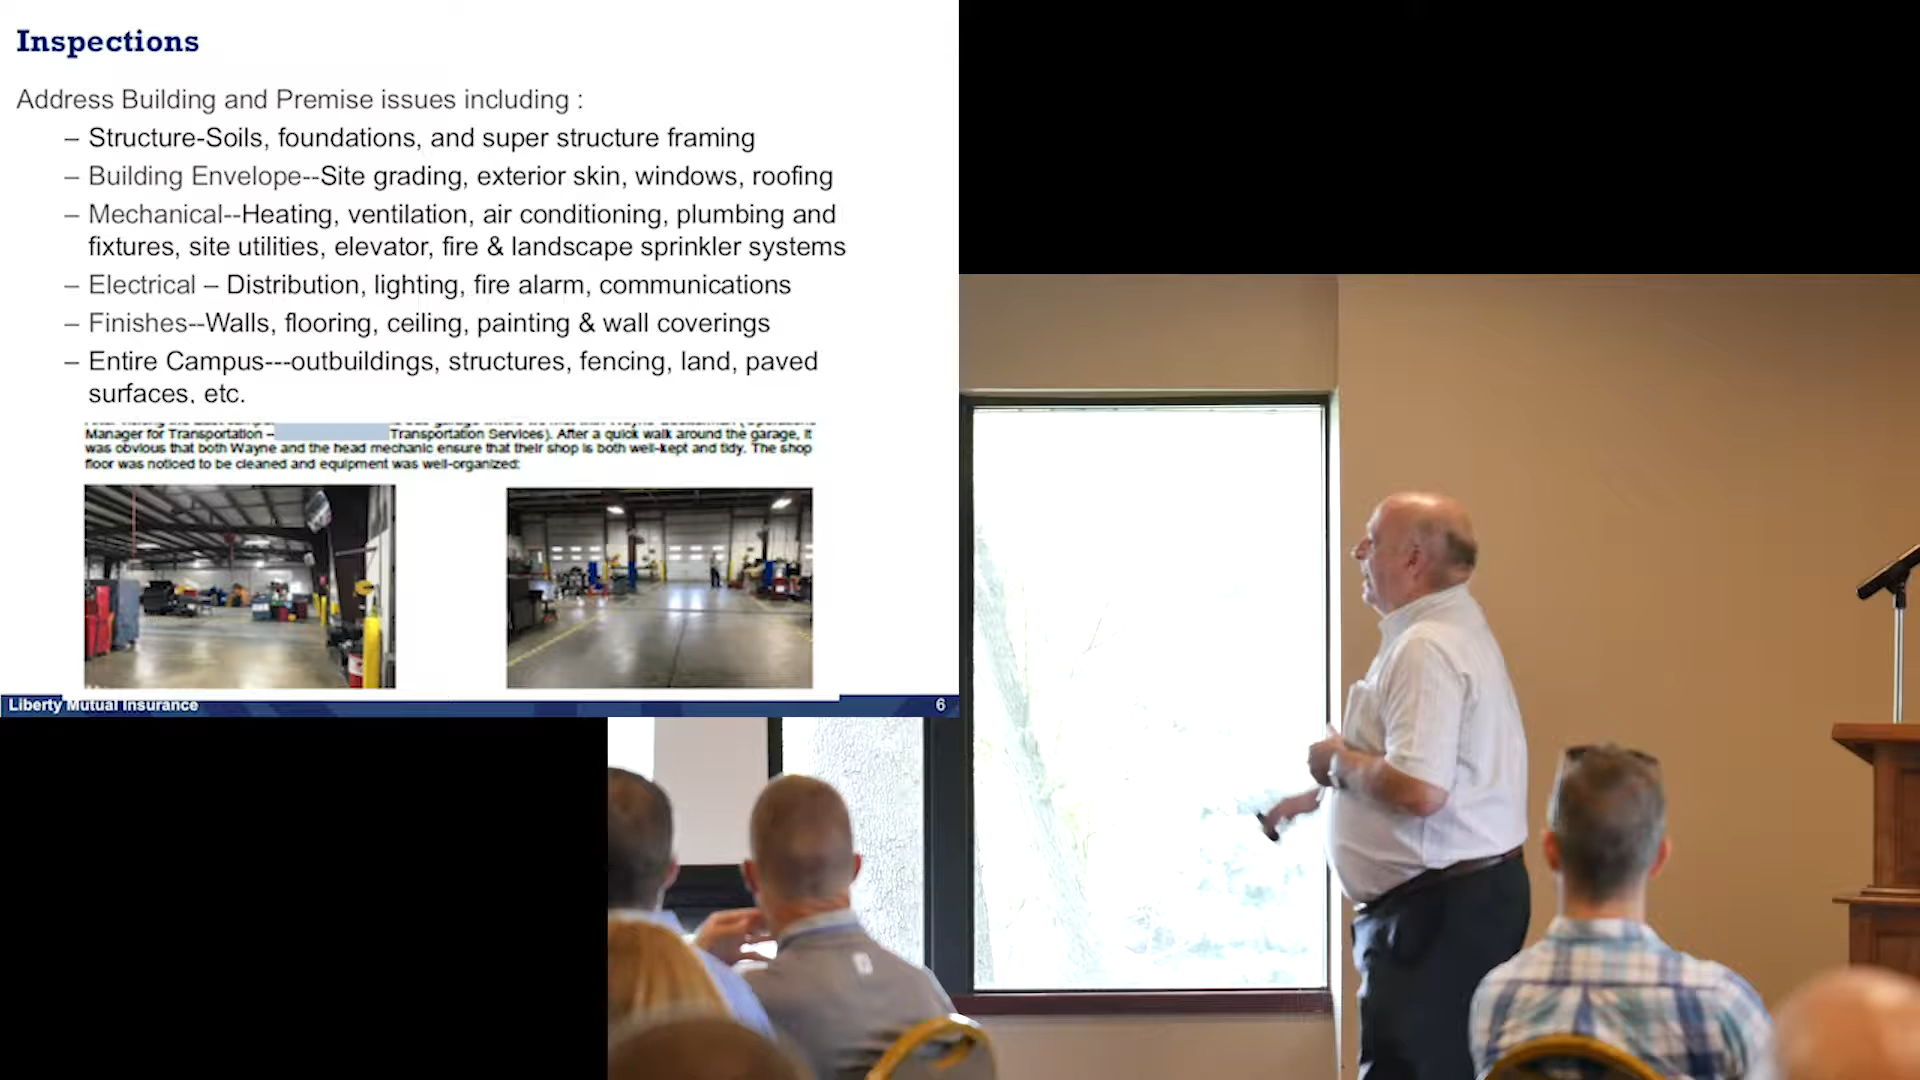 Inspections
Address Building and Premise issues including :
– Structure-Soils, foundations, and super structure framing
– Building Envelope--Site grading, exterior skin, windows, roofing
– Mechanical--Heating, ventilation, air conditioning, plumbing and
fixtures, site utilities, elevator, fire & landscape sprinkler systems
– Electrical – Distribution, lighting, fire alarm, communications
– Finishes--Walls, flooring, ceiling, painting & wall coverings
– Entire Campus---outbuildings, structures, fencing, land, paved
surfaces, etc.
Manager for Transportation – Transportation Services). After a quick walk around the garage, it
was obvious that both Wayne and the head mechanic ensure that their shop is both well-kept and tidy. The shop
floor was noticed to be cleaned and equipment was well-organized:
Liberty Mutual Insurance
6